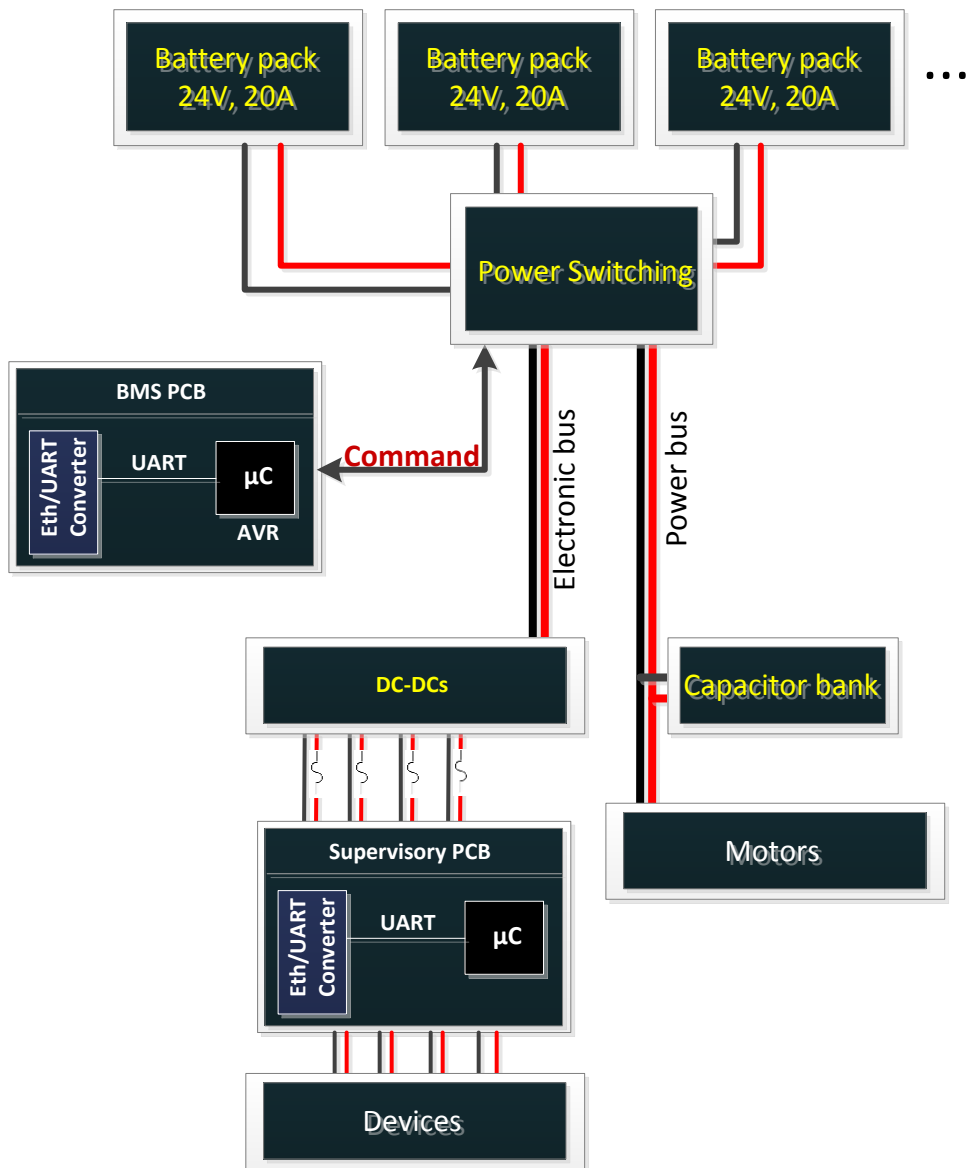 Battery pack
24V, 20A
Battery pack
24V, 20A
Battery pack
24V, 20A
...
Power Switching
BMS PCB
Eth/UART
Converter
UART
μC
AVR
Command
Electronic bus
Power bus
DC-DCs
Capacitor bank
Motors
Supervisory PCB
Eth/UART
Converter
UART
μC
Devices